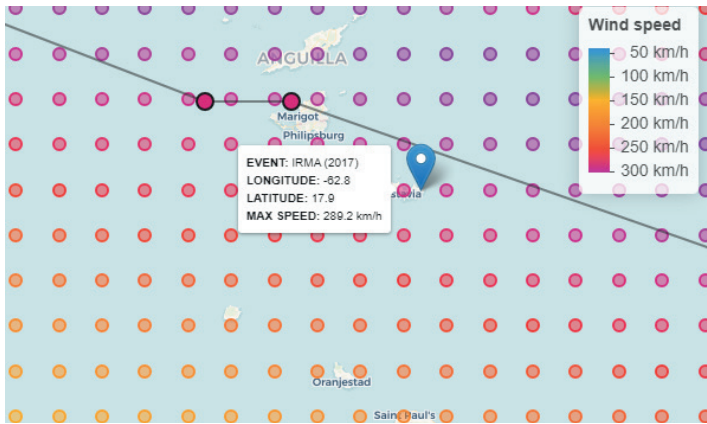 Wind speed
50 km/h
100 km/h
150 km/h
200 km/h
250 km/h
300 km/h
ANGUILLA
Marigot
Philipsburg
EVENT: IRMA (2017)
LONGITUDE: -62.8
LATITUDE: 17.9
MAX SPEED: 289.2 km/h
Oranjestad
Saint Paul's